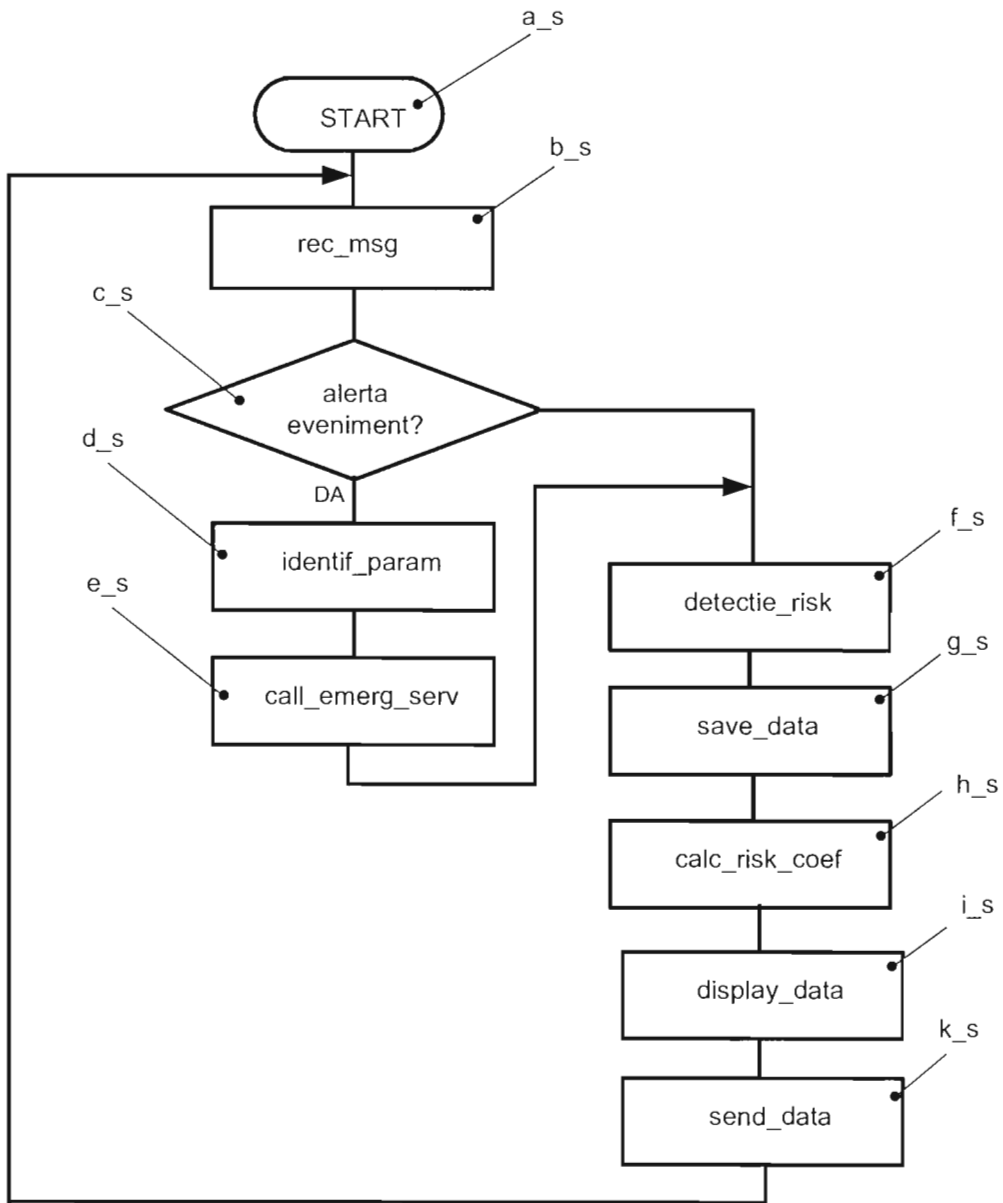 a_s
START
b_s
rec_msg
c_s
alerta
eveniment?
d_s
DA
identif_param
f_s
e_s
detectie_risk
g_s
call_emerg_serv
save_data
h_s
calc_risk_coef
i_s
display_data
k_s
send_data